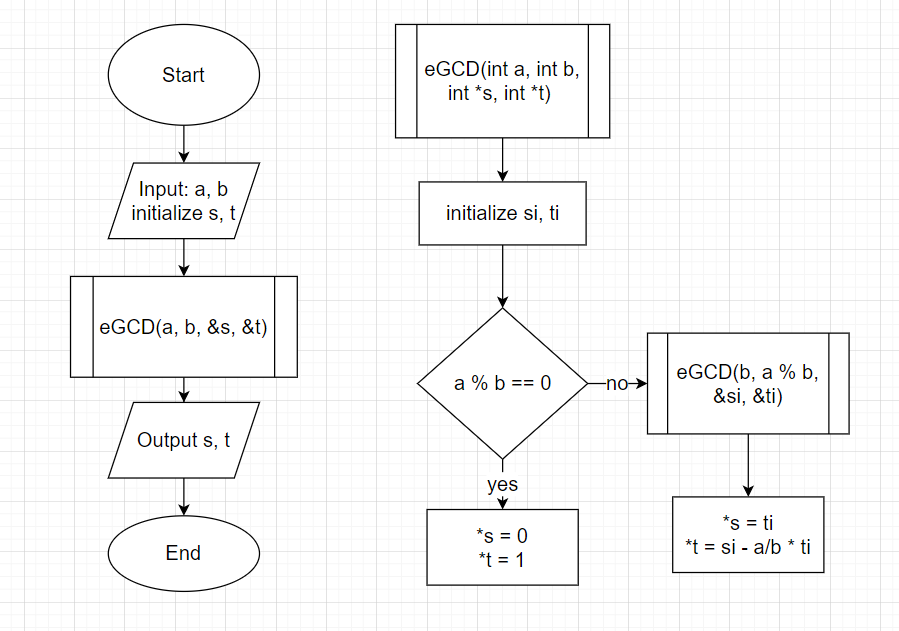 Start
Input: a, b
initialize s, t
eGCD(a, b, &s, &t)
Output s, t
End
eGCD(int a, int b,
int *s, int *t)
initialize si, ti
a % b == 0
no
yes
*s = 0
*t = 1
eGCD(b, a % b,
&si, &ti)
*s = ti
*t = si - a/b * ti